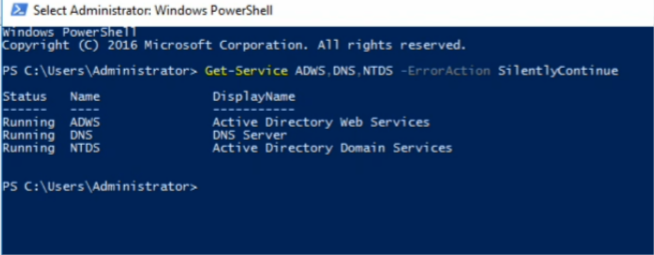 Select Administrator: Windows PowerShell
Windows PowerShell
Copyright (C) 2016 Microsoft Corporation. All rights reserved.
PS C:\Users\Administrator> Get-Service ADWS,DNS,NTDS -ErrorAction SilentlyContinue
Status   Name               DisplayName
------   ----               -----------
Running  ADWS               Active Directory Web Services
Running  DNS                DNS Server
Running  NTDS               Active Directory Domain Services
PS C:\Users\Administrator>